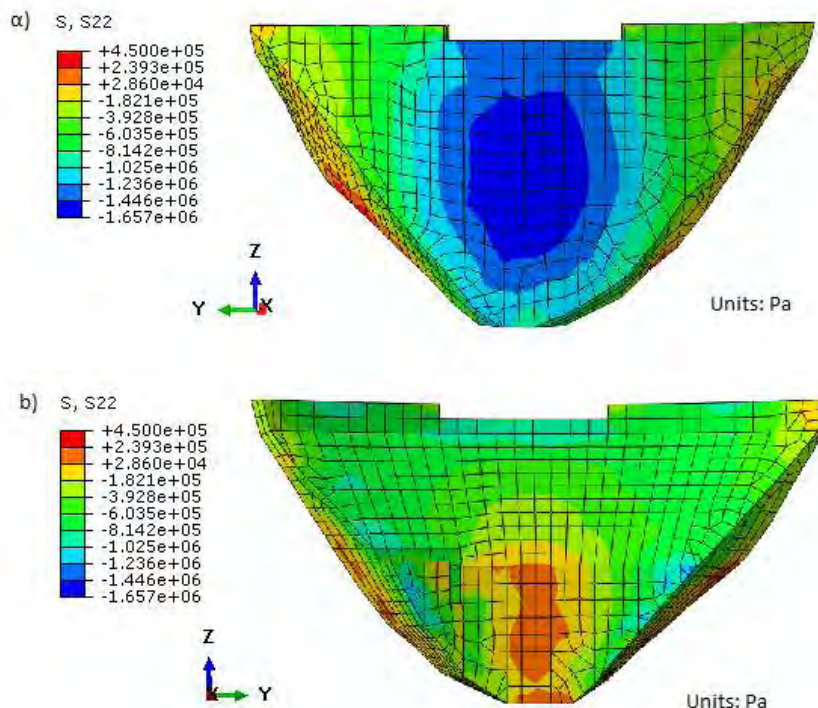 α) S, S22
+4.500e+05
+2.393e+05
+2.860e+04
-1.821e+05
-3.928e+05
-6.035e+05
-8.142e+05
-1.025e+06
-1.236e+06
-1.446e+06
-1.657e+06
Z
Y X
Units: Pa
b) S, S22
+4.500e+05
+2.393e+05
+2.860e+04
-1.821e+05
-3.928e+05
-6.035e+05
-8.142e+05
-1.025e+06
-1.236e+06
-1.446e+06
-1.657e+06
Z
X Y
Units: Pa